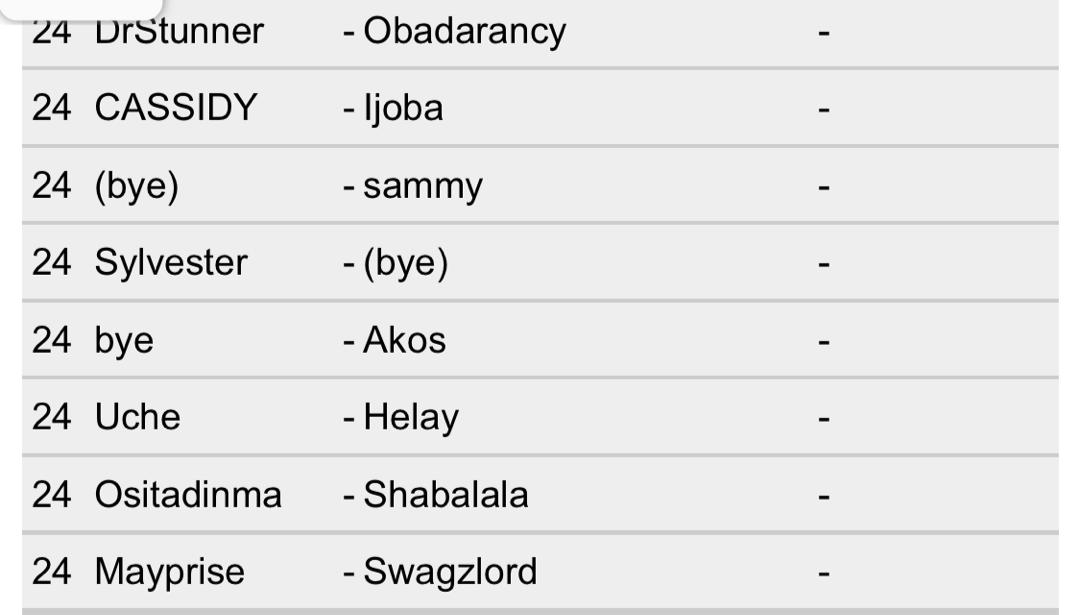 24 DrStunner - Obadarancy -
24 CASSIDY - Ijoba -
24 (bye) - sammy -
24 Sylvester - (bye) -
24 bye - Akos -
24 Uche - Helay -
24 Ositadinma - Shabalala -
24 Mayprise - Swagzlord -